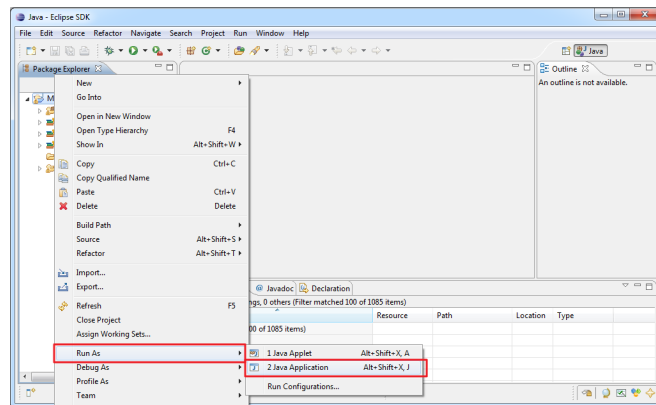 Java - Eclipse SDK
File Edit Source Refactor Navigate Search Project Run Window Help
Java
Package Explorer
Outline
An outline is not available.
M
New
Go Into
Open in New Window
Open Type Hierarchy F4
Show In Alt+Shift+W
Copy Ctrl+C
Copy Qualified Name
Paste Ctrl+V
Delete Delete
Build Path
Source Alt+Shift+S
Refactor Alt+Shift+T
Import...
Export...
Refresh F5
Close Project
Assign Working Sets...
Run As
Debug As
Profile As
Team
@ Javadoc Declaration
ngs, 0 others (Filter matched 100 of 1085 items)
Resource Path Location Type
00 of 1085 items)
1 Java Applet Alt+Shift+X, A
2 Java Application Alt+Shift+X, J
Run Configurations...